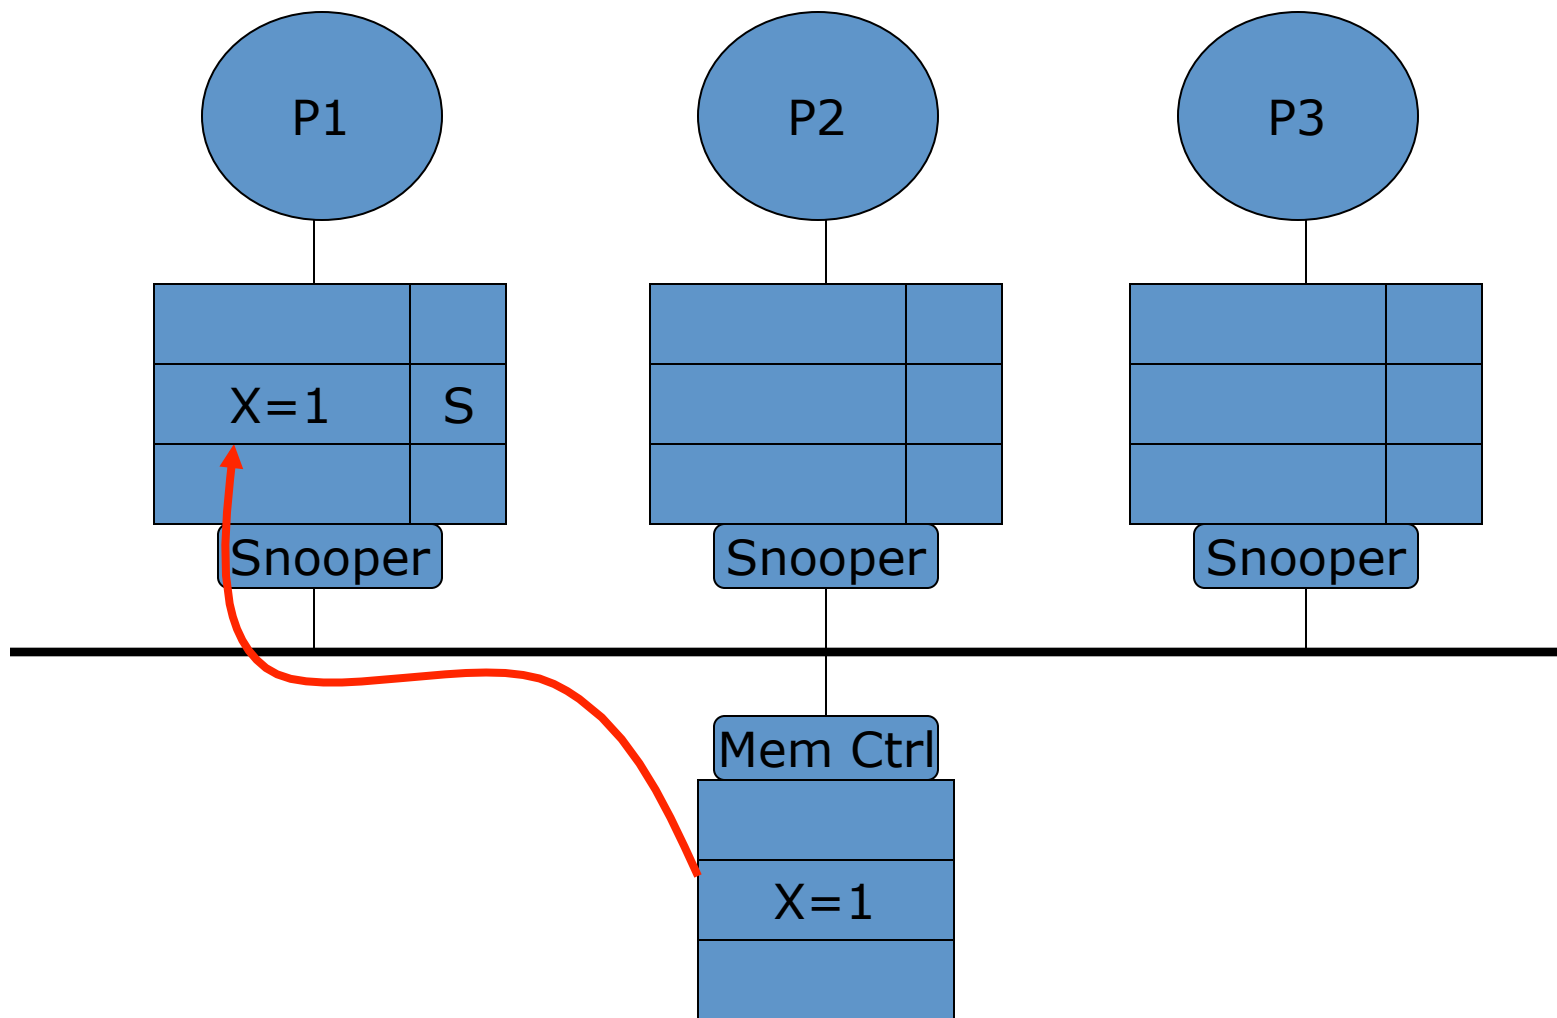 P1
P2
P3
X=1
S
Snooper
Snooper
Snooper
Mem Ctrl
X=1